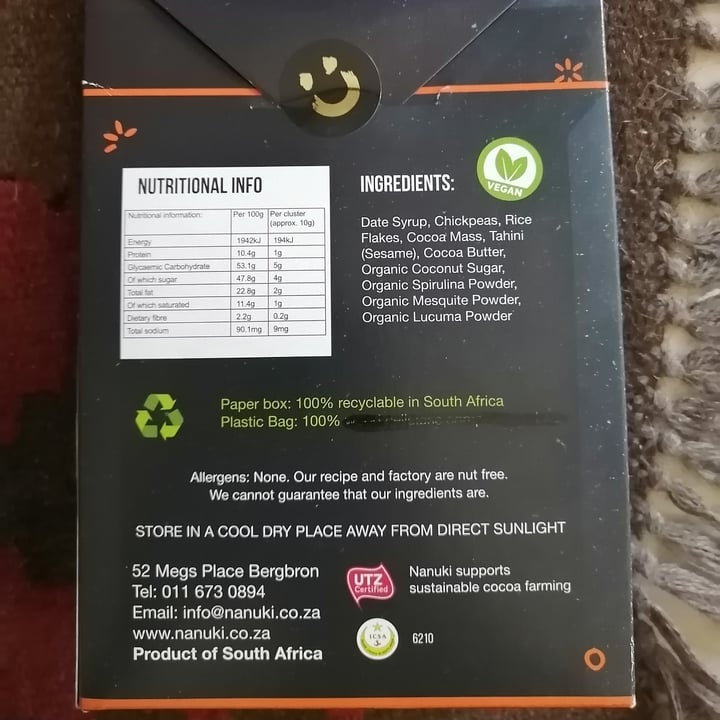 NUTRITIONAL INFO
Nutritional information: Per 100g Per cluster (approx. 10g)
Energy 1942kJ 194kJ
Protein 10.4g 1g
Glycaemic Carbohydrate 53.1g 5g
Of which sugar 47.8g 4g
Total fat 22.8g 2g
Of which saturated 11.4g 1g
Dietary fibre 2.2g 0.2g
Total sodium 90.1mg 9mg
INGREDIENTS:
VEGAN
Date Syrup, Chickpeas, Rice
Flakes, Cocoa Mass, Tahini
(Sesame), Cocoa Butter,
Organic Coconut Sugar,
Organic Spirulina Powder,
Organic Mesquite Powder,
Organic Lucuma Powder
Paper box: 100% recyclable in South Africa
Plastic Bag: 100%
Allergens: None. Our recipe and factory are nut free.
We cannot guarantee that our ingredients are.
STORE IN A COOL DRY PLACE AWAY FROM DIRECT SUNLIGHT
52 Megs Place Bergbron
Tel: 011 673 0894
Email: info@nanuki.co.za
www.nanuki.co.za
Product of South Africa
UTZ
Certified
Nanuki supports
sustainable cocoa farming
ICSA
6210